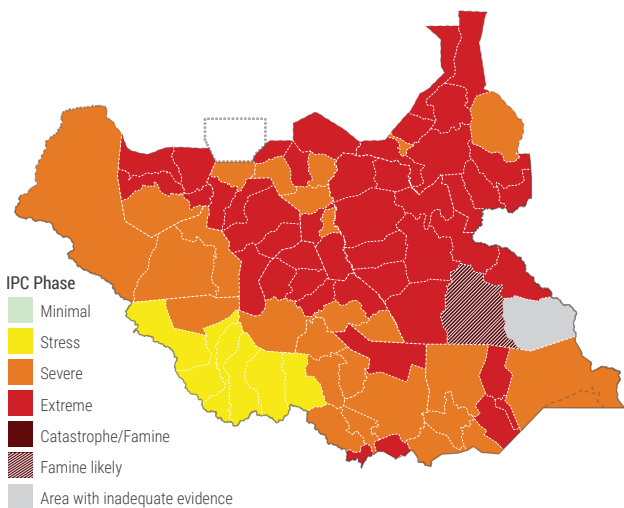 IPC Phase
Minimal
Stress
Severe
Extreme
Catastrophe/Famine
Famine likely
Area with inadequate evidence